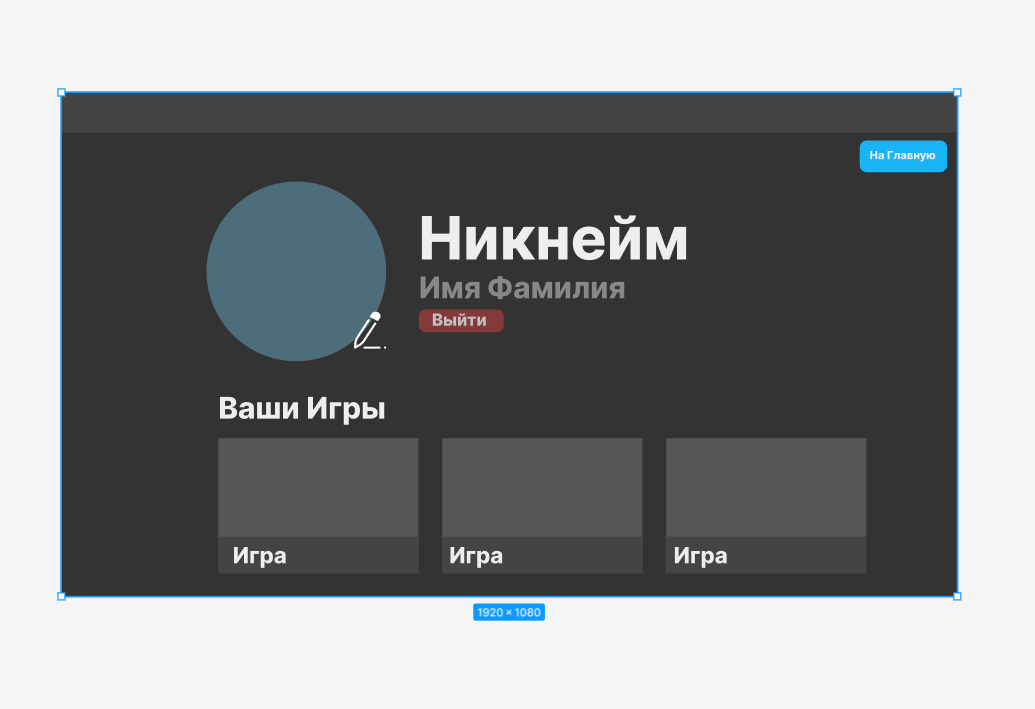 На Главную
Никнейм
Имя Фамилия
Выйти
Ваши Игры
Игра
Игра
Игра
1920 × 1080